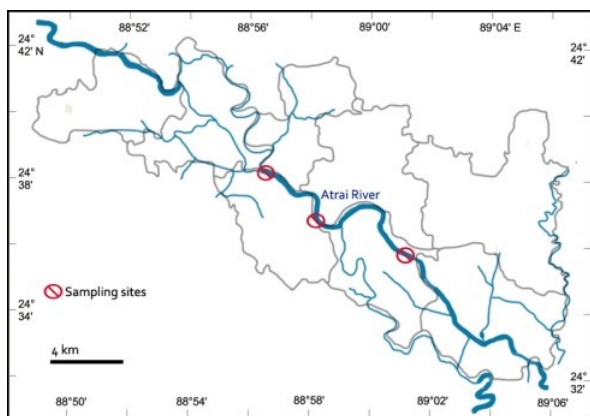 88°52' 88°56' 89°00' 89°04' E
24°
42' N
24°
42'
24°
38'
24°
38'
Atrai River
Sampling sites
24°
34'
4 km
24°
32'
88°50' 88°54' 88°58' 89°02' 89°06'